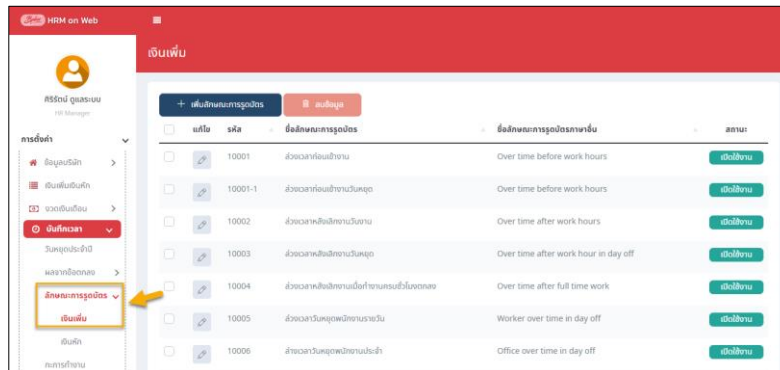 HRM on Web
เงินเพิ่ม
ศิริรัตน์ ดูแลระบบ
HR Manager
การตั้งค่า
ข้อมูลบริษัท
เงินเพิ่มเงินหัก
งวดเงินเดือน
บันทึกเวลา
วันหยุดประจำปี
ผลจากข้อตกลง
ลักษณะการรูดบัตร
เงินเพิ่ม
เงินหัก
กะการทำงาน
+ เพิ่มลักษณะการรูดบัตร ลบข้อมูล
แก้ไข รหัส ชื่อลักษณะการรูดบัตร ชื่อลักษณะการรูดบัตรภาษาอื่น สถานะ
10001 ล่วงเวลาก่อนเข้างาน Over time before work hours เปิดใช้งาน
10001-1 ล่วงเวลาก่อนเข้างานวันหยุด Over time before work hours เปิดใช้งาน
10002 ล่วงเวลาหลังเลิกงานวันงาน Over time after work hours เปิดใช้งาน
10003 ล่วงเวลาหลังเลิกงานวันหยุด Over time after work hour in day off เปิดใช้งาน
10004 ล่วงเวลาหลังเลิกงานเมื่อทำงานครบชั่วโมงตกลง Over time after full time work เปิดใช้งาน
10005 ล่วงเวลาวันหยุดพนักงานรายวัน Worker over time in day off เปิดใช้งาน
10006 ล่วงเวลาวันหยุดพนักงานประจำ Office over time in day off เปิดใช้งาน